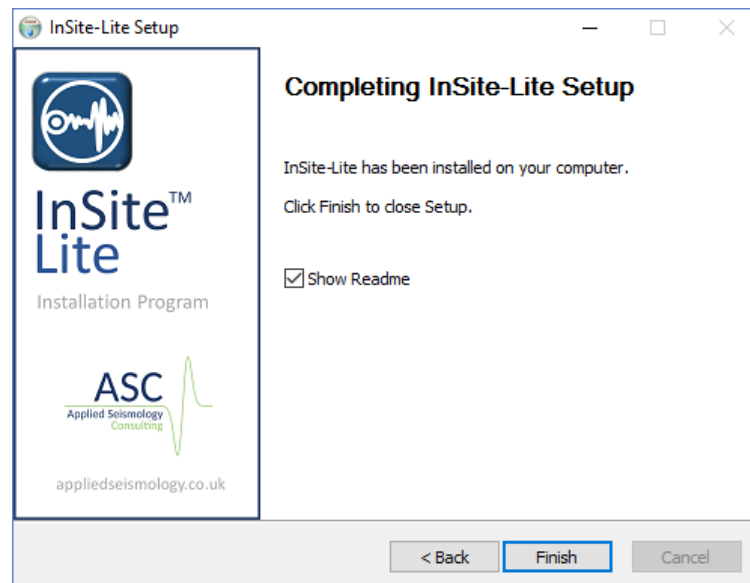 InSite-Lite Setup
Completing InSite-Lite Setup
InSite-Lite has been installed on your computer.
Click Finish to close Setup.
Show Readme
InSite™
Lite
Installation Program
ASC
Applied Seismology
Consulting
appliedseismology.co.uk
< Back
Finish
Cancel